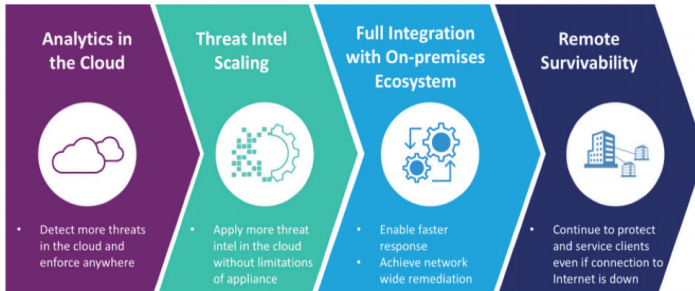 Analytics in
the Cloud
• Detect more threats
in the cloud and
enforce anywhere
Threat Intel
Scaling
• Apply more threat
intel in the cloud
without limitations
of appliance
Full Integration
with On-premises
Ecosystem
• Enable faster
response
• Achieve network
wide remediation
Remote
Survivability
• Continue to protect
and service clients
even if connection to
Internet is down